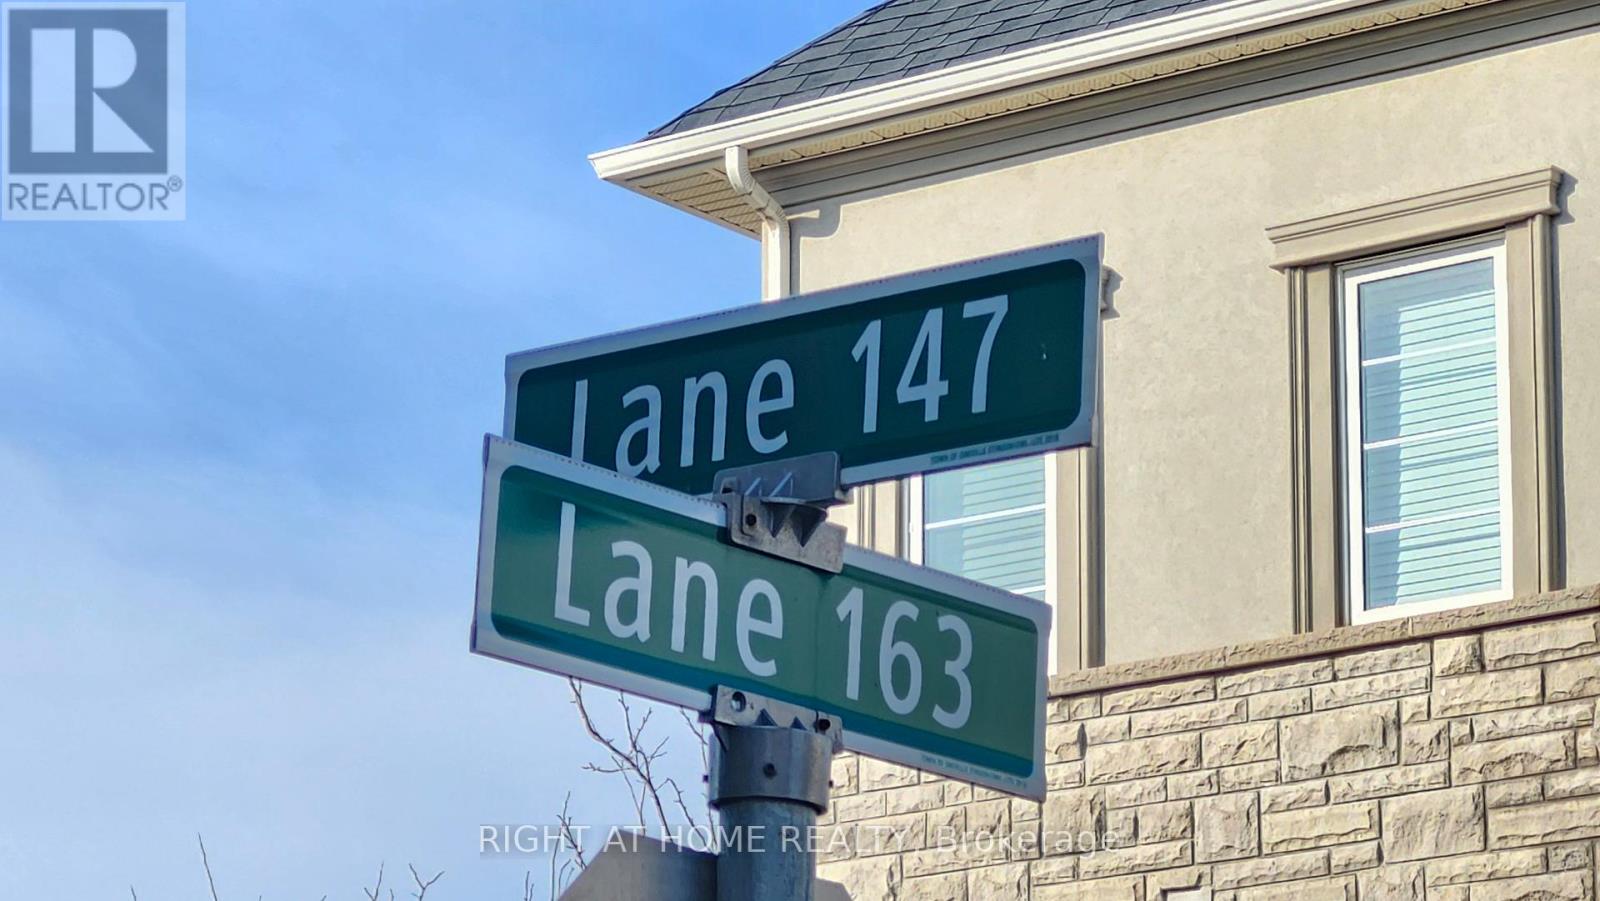 R
REALTOR®
Lane 147
Lane 163
RIGHT AT HOME REALTY, Brokerage